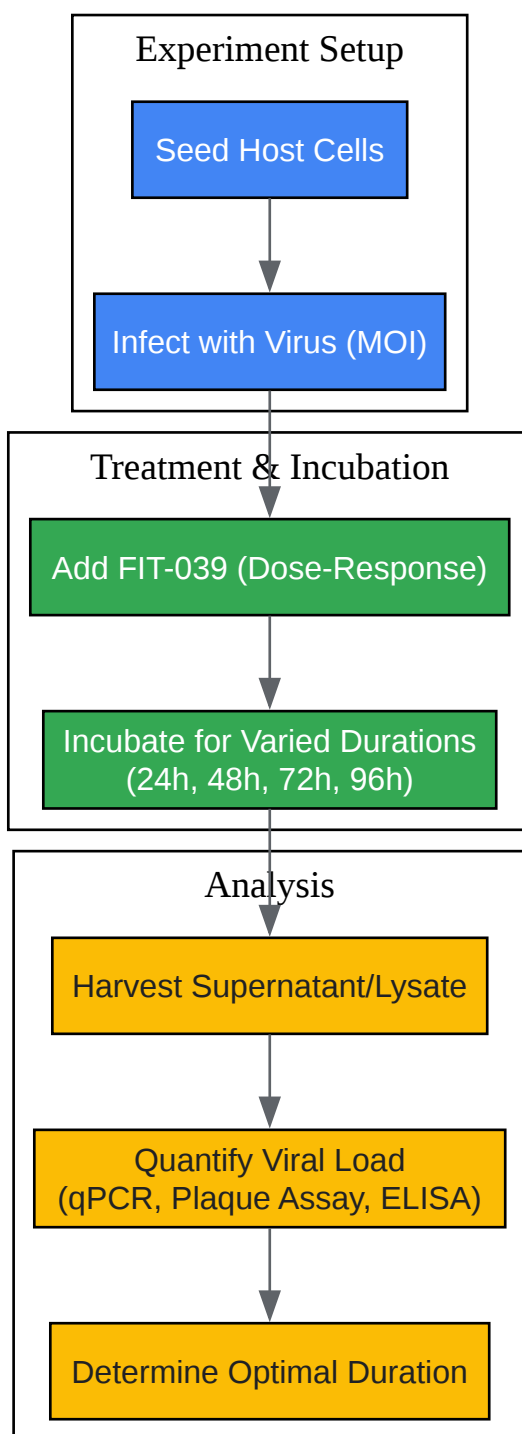 Experiment Setup
Seed Host Cells
Infect with Virus (MOI)
Treatment & Incubation
Add FIT-039 (Dose-Response)
Incubate for Varied Durations
(24h, 48h, 72h, 96h)
Analysis
Harvest Supernatant/Lysate
Quantify Viral Load
(qPCR, Plaque Assay, ELISA)
Determine Optimal Duration